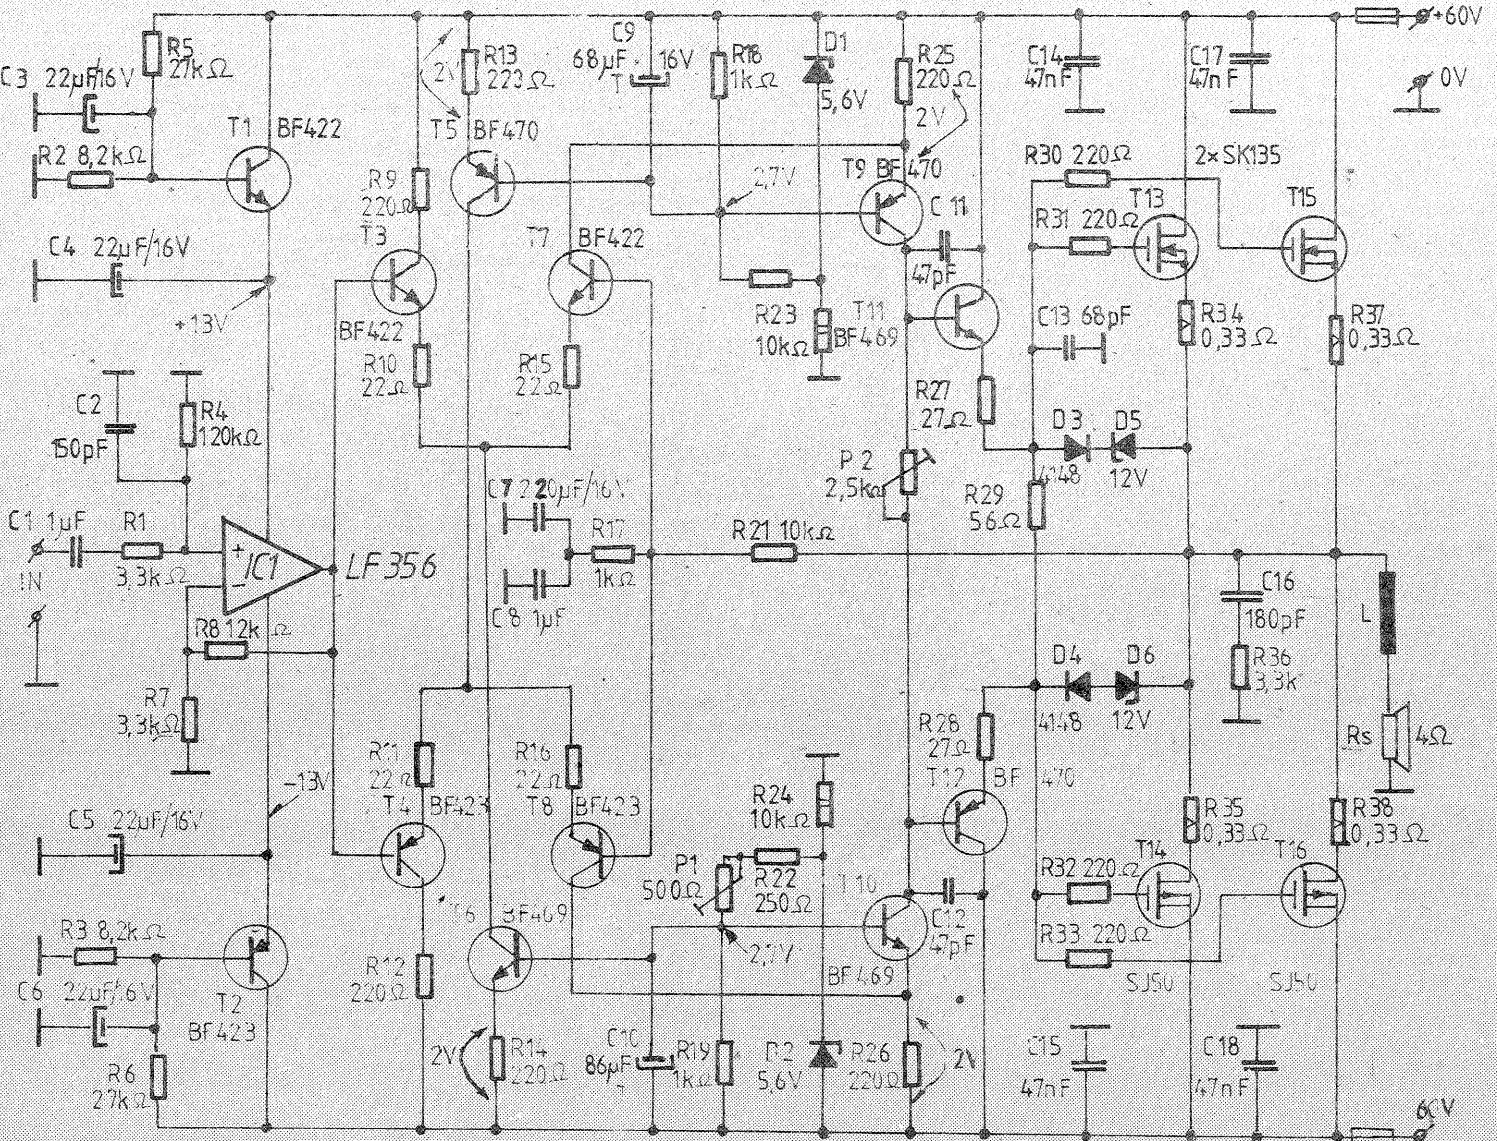 +60V
0V
R5
27kΩ
C3 22µF/16V
R2 8,2kΩ
T1 BF422
R13
2V
T5 BF470
C9
68µF 16V
R18
1kΩ
D1
5,6V
R25
220Ω
2V
C14
47nF
C17
47nF
R9
220Ω
T3
BF422
T7 BF422
2,7V
T9 BF 470
C 11
47pF
R30 220Ω
2×SK135
R31 220Ω
T13
T15
C4 22µF/16V
+13V
R10
22Ω
R15
22Ω
R23
10kΩ
T11
BF469
C13 68pF
R34
0,33Ω
R37
0,33Ω
C2
150pF
R4
120kΩ
R27
27Ω
D3 D5
4148 12V
P2
2,5kΩ
R29
56Ω
C7 220µF/16V
R17
1kΩ
C8 1µF
R21 10kΩ
C1 1µF
R1
3,3kΩ
IN
+
IC1
−
LF356
R8 12k Ω
R7
3,3kΩ
C16
180pF
R36
3,3k
L
Rs 4Ω
D4 D6
4148 12V
R28
27Ω
T12 BF 470
R11
22Ω
R16
22Ω
T4 BF423
T8 BF423
−13V
C5 22µF/16V
R24
10kΩ
P1
500Ω
R22
250Ω
T10
C12
47pF
BF469
2,7V
R35
0,33Ω
R38
0,33Ω
T14
T16
R32 220Ω
R33 220Ω
SJ50
SJ50
R3 8,2kΩ
C6
T2
BF423
R6
27kΩ
R12
220Ω
BF469
2V
R14
220Ω
C10
86µF
R19
1kΩ
D2
5,6V
R26
220Ω
2V
C15
47nF
C18
47nF